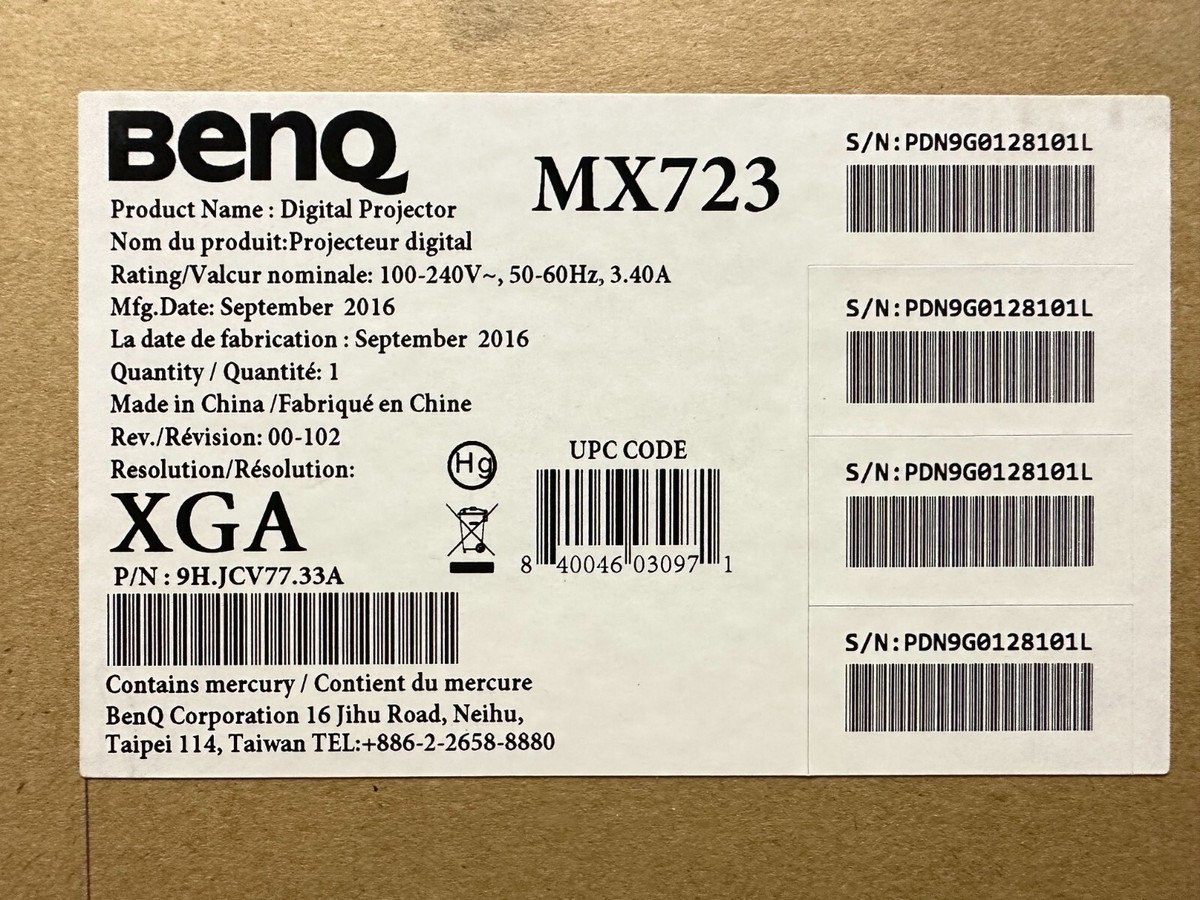 BenQ
MX723
Product Name : Digital Projector
Nom du produit:Projecteur digital
Rating/Valcur nominale: 100-240V~, 50-60Hz, 3.40A
Mfg.Date: September 2016
La date de fabrication : September 2016
Quantity / Quantité: 1
Made in China /Fabriqué en Chine
Rev./Révision: 00-102
Resolution/Résolution:
XGA
P/N : 9H.JCV77.33A
Contains mercury / Contient du mercure
BenQ Corporation 16 Jihu Road, Neihu,
Taipei 114, Taiwan TEL:+886-2-2658-8880
Hg
UPC CODE
8 40046 03097 1
S/N:PDN9G0128101L
S/N:PDN9G0128101L
S/N:PDN9G0128101L
S/N:PDN9G0128101L